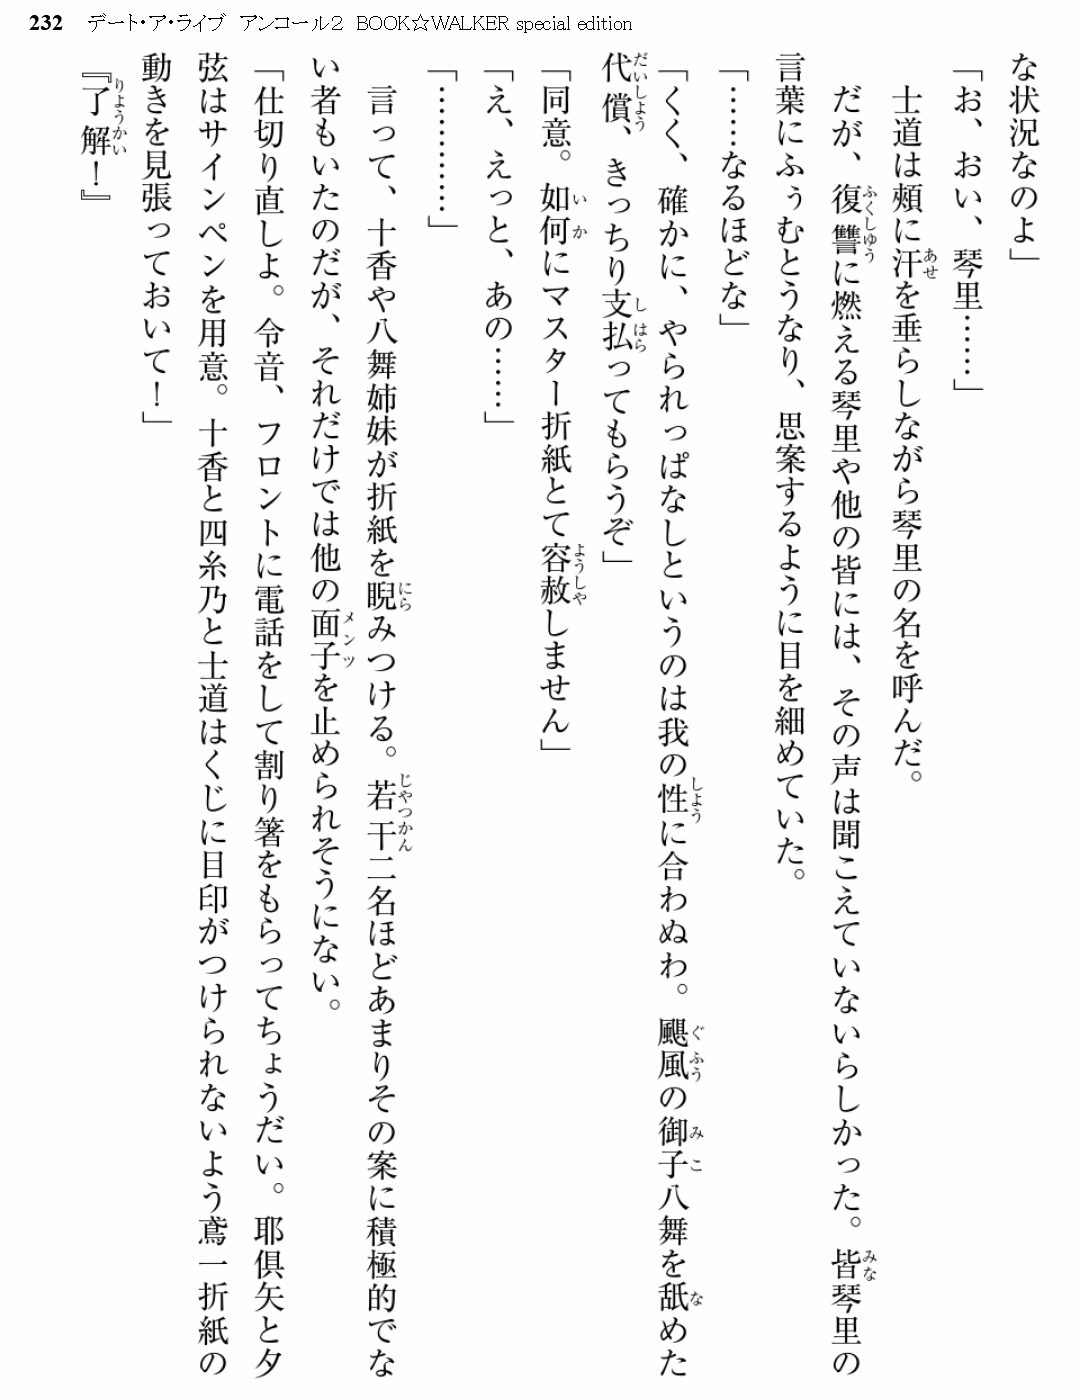 232 デート・ア・ライブ アンコール2 BOOK☆WALKER special edition
な状況なのよ」
「お、おい、琴里……」
士道は頰に汗を垂らしながら琴里の名を呼んだ。
だが、復讐に燃える琴里や他の皆には、その声は聞こえていないらしかった。皆琴里の
言葉にふぅむとうなり、思案するように目を細めていた。
「……なるほどな」
「くく、確かに、やられっぱなしというのは我の性に合わぬわ。颶風の御子八舞を舐めた
代償、きっちり支払ってもらうぞ」
「同意。如何にマスター折紙とて容赦しません」
「え、えっと、あの……」
「…………」
言って、十香や八舞姉妹が折紙を睨みつける。若干二名ほどあまりその案に積極的でな
い者もいたのだが、それだけでは他の面子を止められそうにない。
「仕切り直しよ。令音、フロントに電話をして割り箸をもらってちょうだい。耶倶矢と夕
弦はサインペンを用意。十香と四糸乃と士道はくじに目印がつけられないよう鳶一折紙の
動きを見張っておいて！」
『了解！』